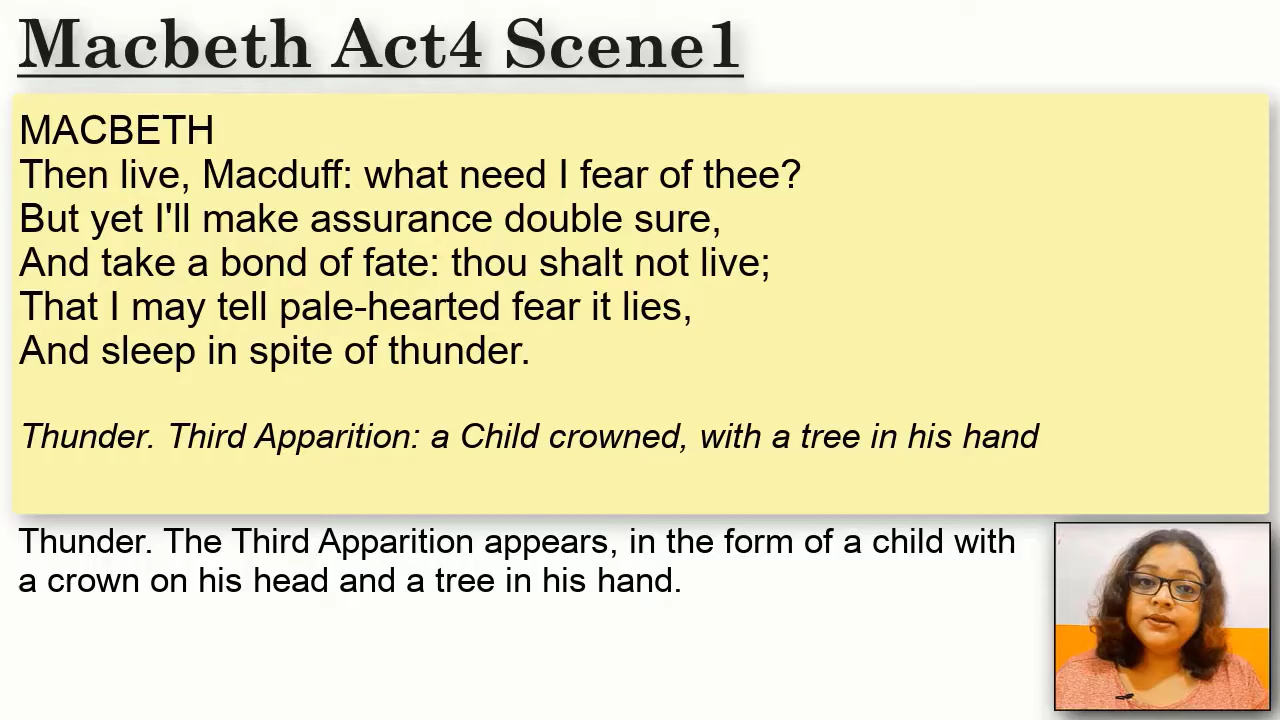 Macbeth Act4 Scene1
MACBETH
Then live, Macduff: what need I fear of thee?
But yet I'll make assurance double sure,
And take a bond of fate: thou shalt not live;
That I may tell pale-hearted fear it lies,
And sleep in spite of thunder.
Thunder. Third Apparition: a Child crowned, with a tree in his hand
Thunder. The Third Apparition appears, in the form of a child with
a crown on his head and a tree in his hand.